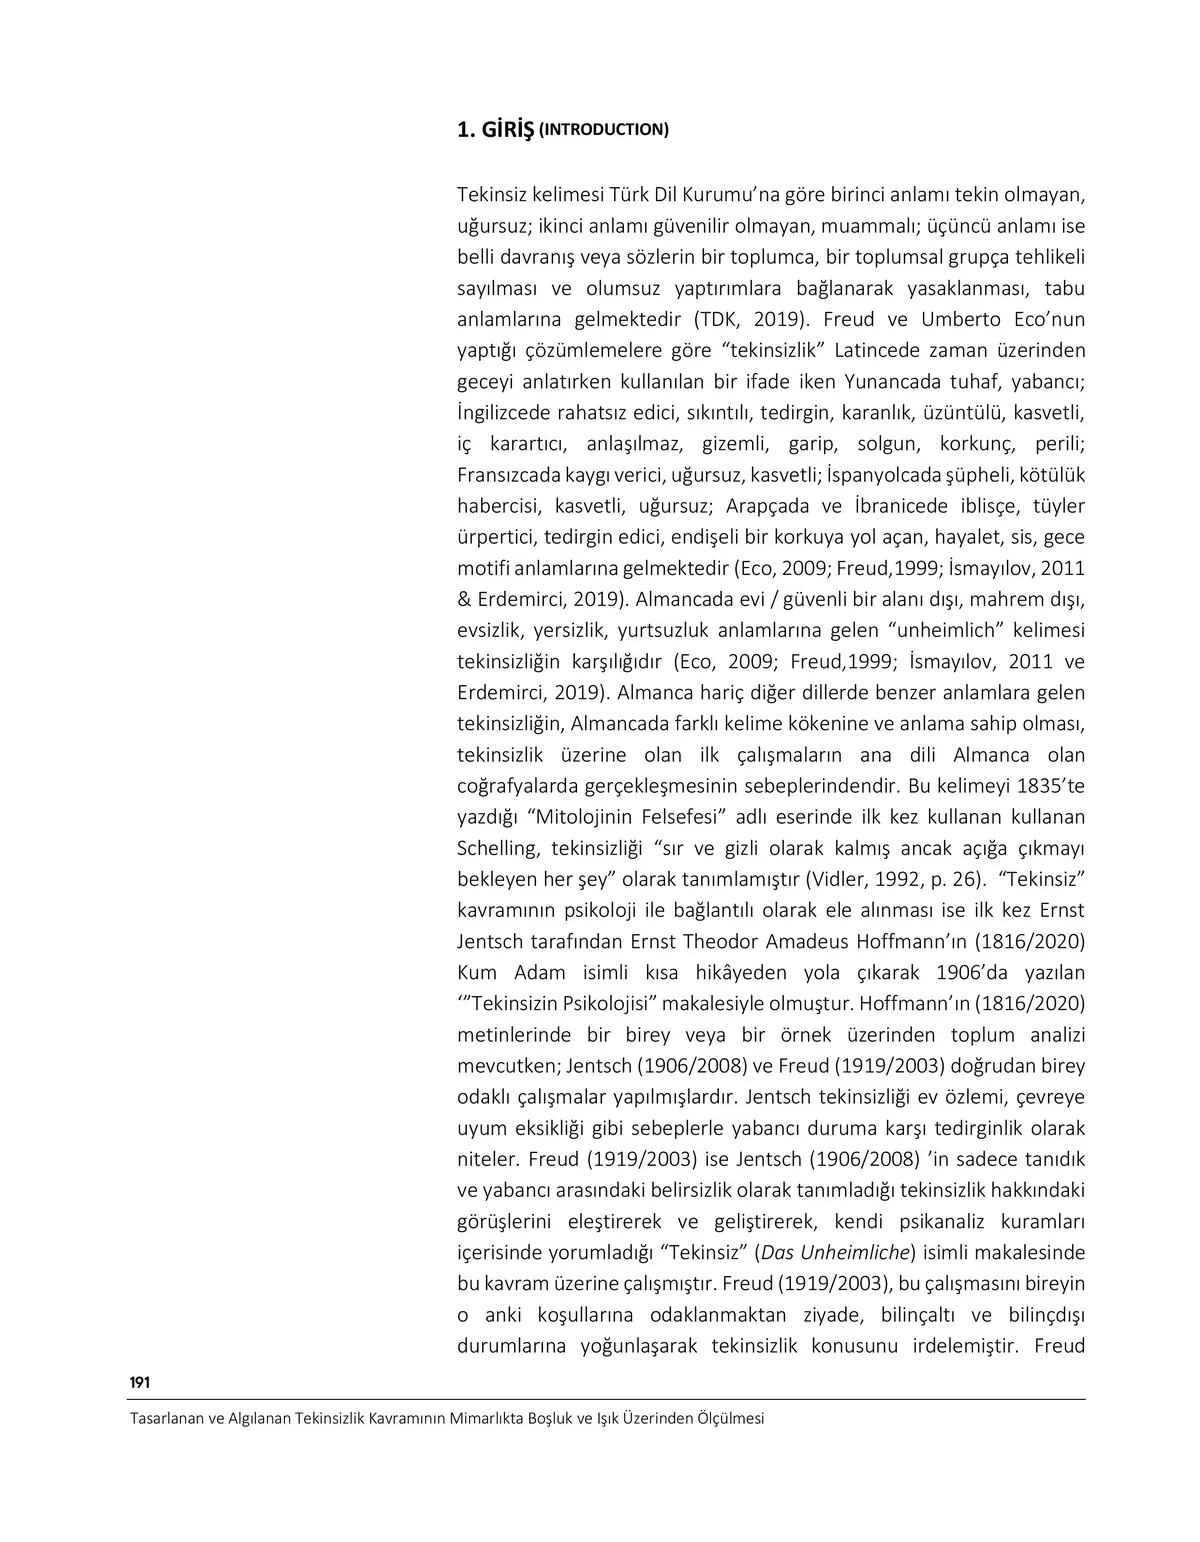 1. GİRİŞ (INTRODUCTION)
Tekinsiz kelimesi Türk Dil Kurumu’na göre birinci anlamı tekin olmayan,
uğursuz; ikinci anlamı güvenilir olmayan, muammalı; üçüncü anlamı ise
belli davranış veya sözlerin bir toplumca, bir toplumsal grupça tehlikeli
sayılması ve olumsuz yaptırımlara bağlanarak yasaklanması, tabu
anlamlarına gelmektedir (TDK, 2019). Freud ve Umberto Eco’nun
yaptığı çözümlemelere göre “tekinsizlik” Latincede zaman üzerinden
geceyi anlatırken kullanılan bir ifade iken Yunancada tuhaf, yabancı;
İngilizcede rahatsız edici, sıkıntılı, tedirgin, karanlık, üzüntülü, kasvetli,
iç karartıcı, anlaşılmaz, gizemli, garip, solgun, korkunç, perili;
Fransızcada kaygı verici, uğursuz, kasvetli; İspanyolcada şüpheli, kötülük
habercisi, kasvetli, uğursuz; Arapçada ve İbranicede iblisçe, tüyler
ürpertici, tedirgin edici, endişeli bir korkuya yol açan, hayalet, sis, gece
motifi anlamlarına gelmektedir (Eco, 2009; Freud,1999; İsmayılov, 2011
& Erdemirci, 2019). Almancada evi / güvenli bir alanı dışı, mahrem dışı,
evsizlik, yersizlik, yurtsuzluk anlamlarına gelen “unheimlich” kelimesi
tekinsizliğin karşılığıdır (Eco, 2009; Freud,1999; İsmayılov, 2011 ve
Erdemirci, 2019). Almanca hariç diğer dillerde benzer anlamlara gelen
tekinsizliğin, Almancada farklı kelime kökenine ve anlama sahip olması,
tekinsizlik üzerine olan ilk çalışmaların ana dili Almanca olan
coğrafyalarda gerçekleşmesinin sebeplerindendir. Bu kelimeyi 1835’te
yazdığı “Mitolojinin Felsefesi” adlı eserinde ilk kez kullanan kullanan
Schelling, tekinsizliği “sır ve gizli olarak kalmış ancak açığa çıkmayı
bekleyen her şey” olarak tanımlamıştır (Vidler, 1992, p. 26). “Tekinsiz”
kavramının psikoloji ile bağlantılı olarak ele alınması ise ilk kez Ernst
Jentsch tarafından Ernst Theodor Amadeus Hoffmann’ın (1816/2020)
Kum Adam isimli kısa hikâyeden yola çıkarak 1906’da yazılan
‘”Tekinsizin Psikolojisi” makalesiyle olmuştur. Hoffmann’ın (1816/2020)
metinlerinde bir birey veya bir örnek üzerinden toplum analizi
mevcutken; Jentsch (1906/2008) ve Freud (1919/2003) doğrudan birey
odaklı çalışmalar yapılmışlardır. Jentsch tekinsizliği ev özlemi, çevreye
uyum eksikliği gibi sebeplerle yabancı duruma karşı tedirginlik olarak
niteler. Freud (1919/2003) ise Jentsch (1906/2008) ’in sadece tanıdık
ve yabancı arasındaki belirsizlik olarak tanımladığı tekinsizlik hakkındaki
görüşlerini eleştirerek ve geliştirerek, kendi psikanaliz kuramları
içerisinde yorumladığı “Tekinsiz” (Das Unheimliche) isimli makalesinde
bu kavram üzerine çalışmıştır. Freud (1919/2003), bu çalışmasını bireyin
o anki koşullarına odaklanmaktan ziyade, bilinçaltı ve bilinçdışı
durumlarına yoğunlaşarak tekinsizlik konusunu irdelemiştir. Freud
191
Tasarlanan ve Algılanan Tekinsizlik Kavramının Mimarlıkta Boşluk ve Işık Üzerinden Ölçülmesi